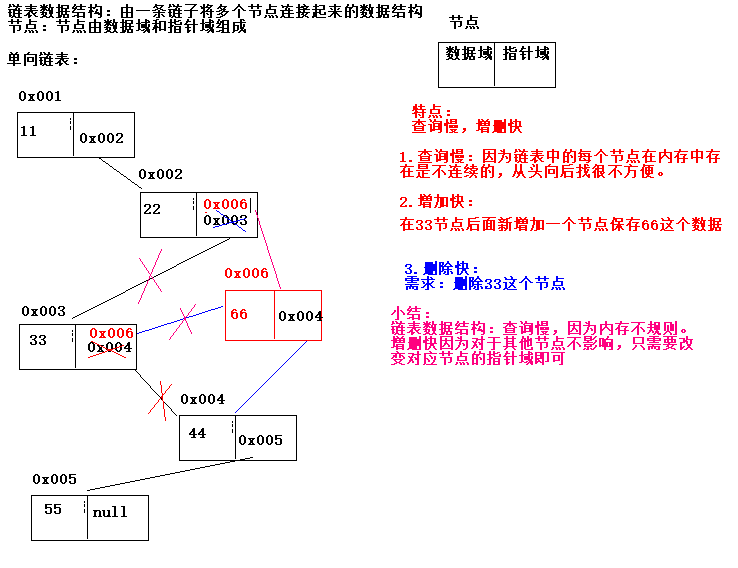 链表数据结构：由一条链子将多个节点连接起来的数据结构
节点：节点由数据域和指针域组成
节点
数据域 指针域
单向链表：
0x001
11 0x002
0x002
22 0x006
0x003
0x006
66 0x004
0x003
33 0x006
0x004
0x004
44 0x005
0x005
55 null
特点：
查询慢，增删快
1.查询慢：因为链表中的每个节点在内存中存
在是不连续的，从头向后找很不方便。
2.增加快：
在33节点后面新增加一个节点保存66这个数据
3.删除快：
需求：删除33这个节点
小结：
链表数据结构：查询慢，因为内存不规则。
增删快因为对于其他节点不影响，只需要改
变对应节点的指针域即可